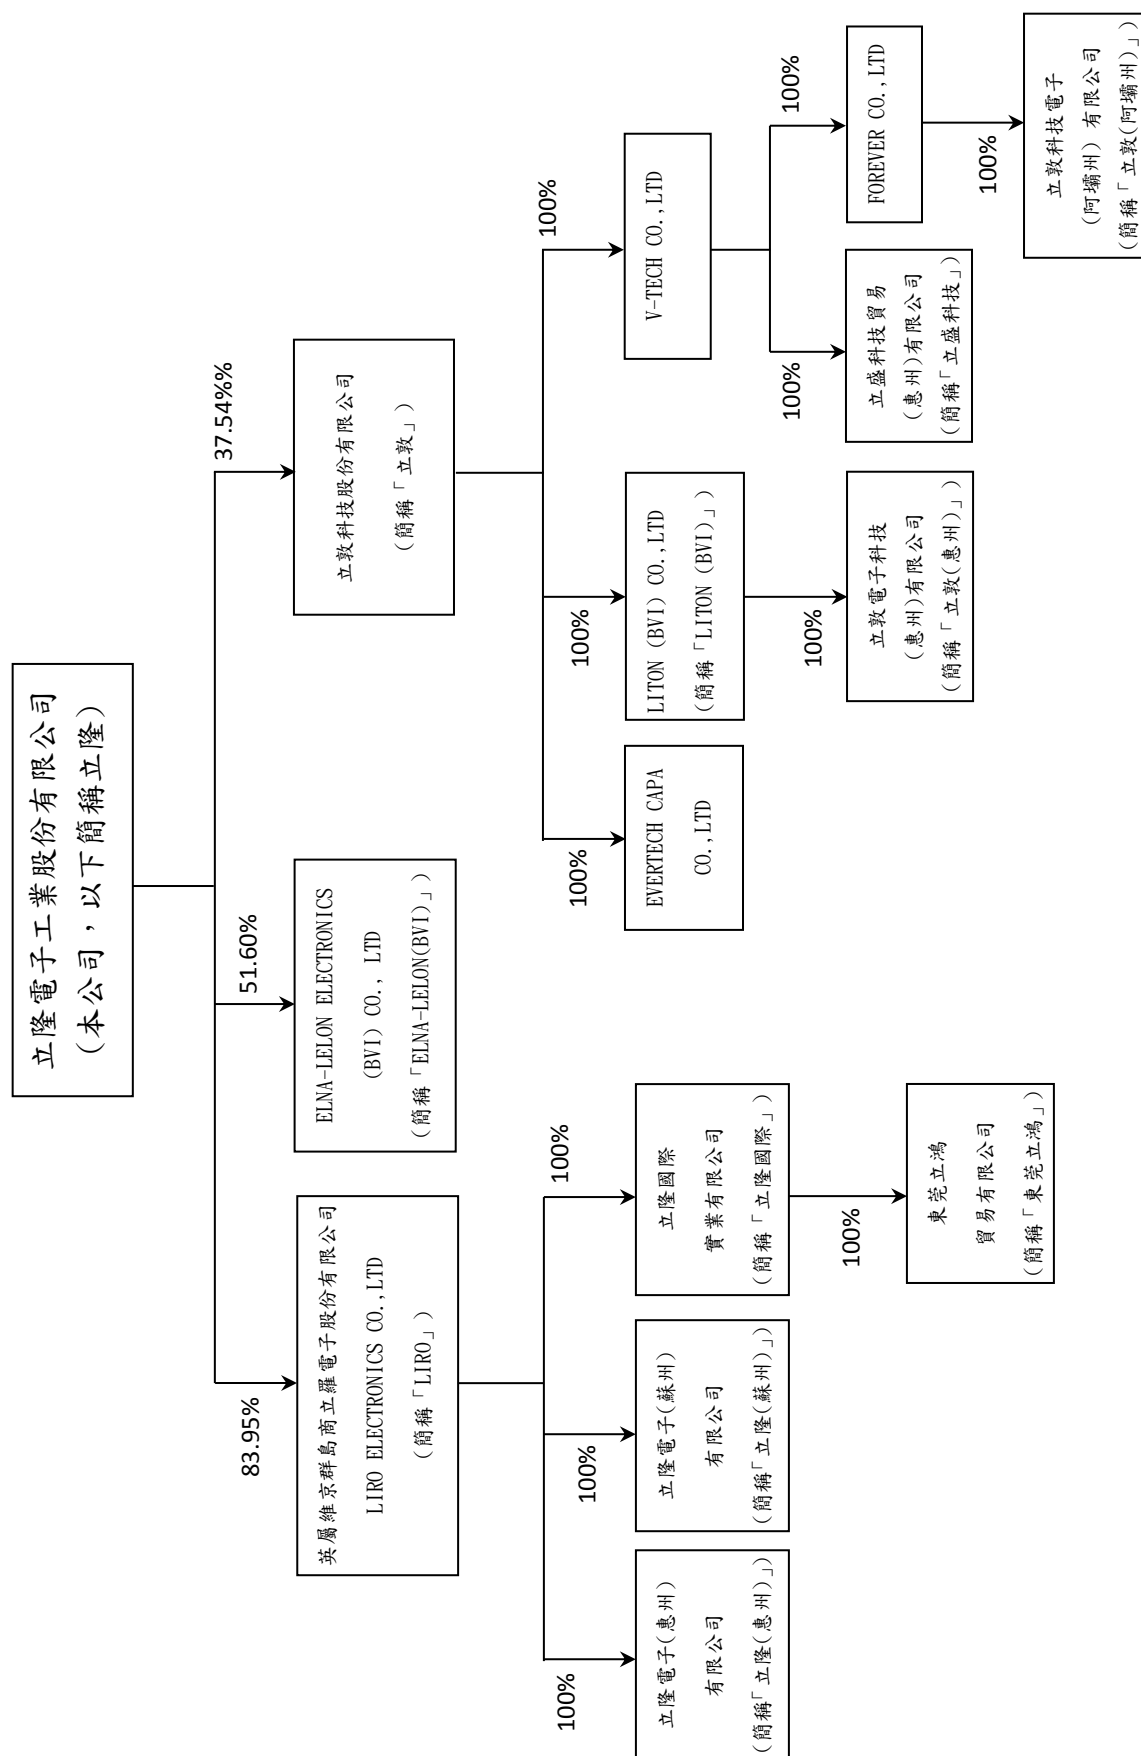 立隆電子工業股份有限公司
(本公司，以下簡稱立隆)
83.95%
51.60%
37.54%%
英屬維京群島商立羅電子股份有限公司
LIRO ELECTRONICS CO.,LTD
(簡稱「LIRO」)
ELNA-LELON ELECTRONICS
(BVI) CO., LTD
(簡稱「ELNA-LELON(BVI)」)
立敦科技股份有限公司
(簡稱「立敦」)
100%
100%
100%
100%
100%
100%
立隆電子(惠州)
有限公司
(簡稱「立隆(惠州)」)
立隆電子(蘇州)
有限公司
(簡稱「立隆(蘇州)」)
立隆國際
實業有限公司
(簡稱「立隆國際」)
EVERTECH CAPA
CO.,LTD
LITON (BVI) CO.,LTD
(簡稱「LITON (BVI)」)
V-TECH CO.,LTD
100%
100%
100%
100%
東莞立鴻
貿易有限公司
(簡稱「東莞立鴻」)
立敦電子科技
(惠州)有限公司
(簡稱「立敦(惠州)」)
立盛科技貿易
(惠州)有限公司
(簡稱「立盛科技」)
FOREVER CO.,LTD
100%
立敦科技電子
(阿壩州) 有限公司
(簡稱「立敦(阿壩州)」)